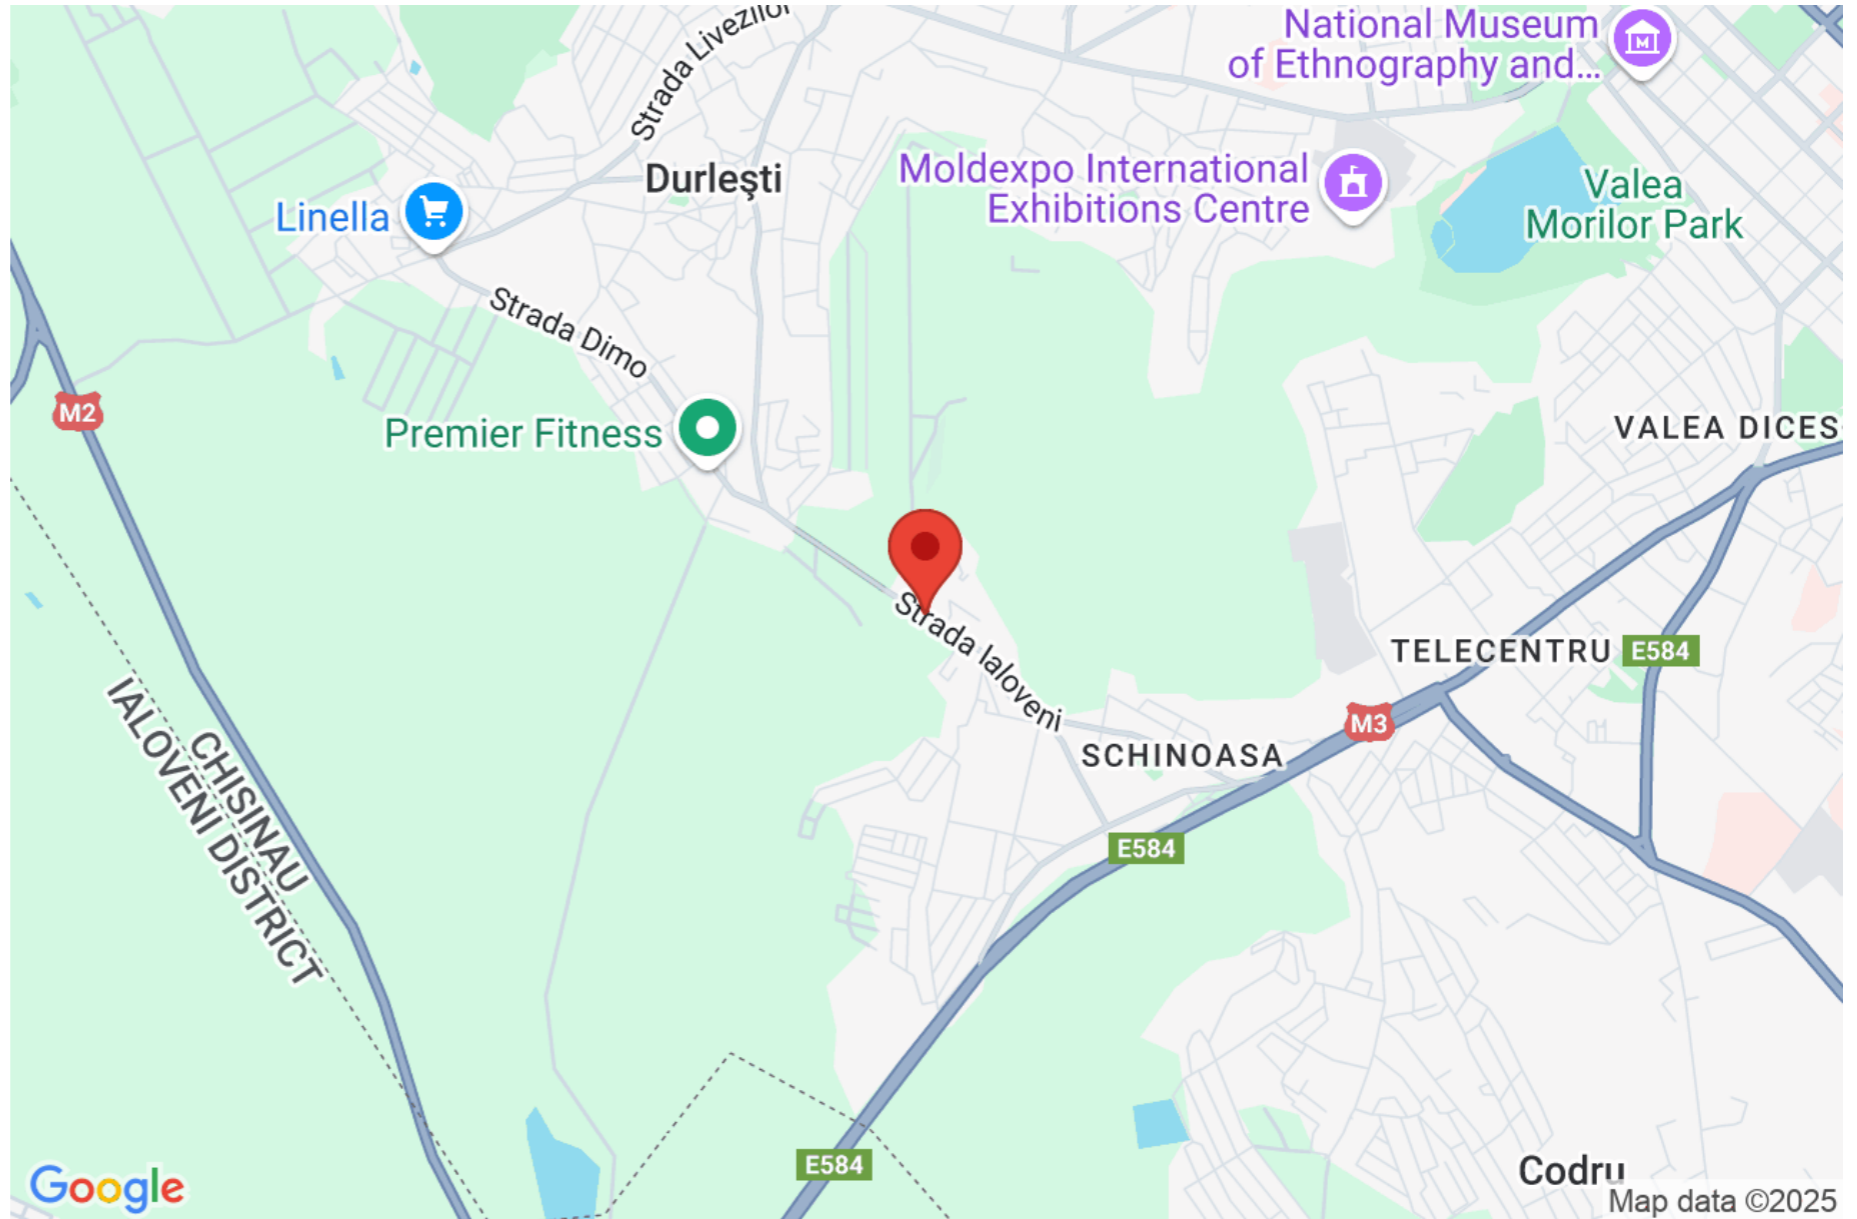 Strada Livezilor
National Museum
of Ethnography and...
Durleşti
Moldexpo International
Exhibitions Centre
Valea
Morilor Park
Linella
Strada Dimo
M2
Premier Fitness
VALEA DICES
Strada Ialoveni
TELECENTRU
E584
M3
SCHINOASA
CHISINAU
IALOVENI DISTRICT
E584
E584
Codru
Google
Map data ©2025